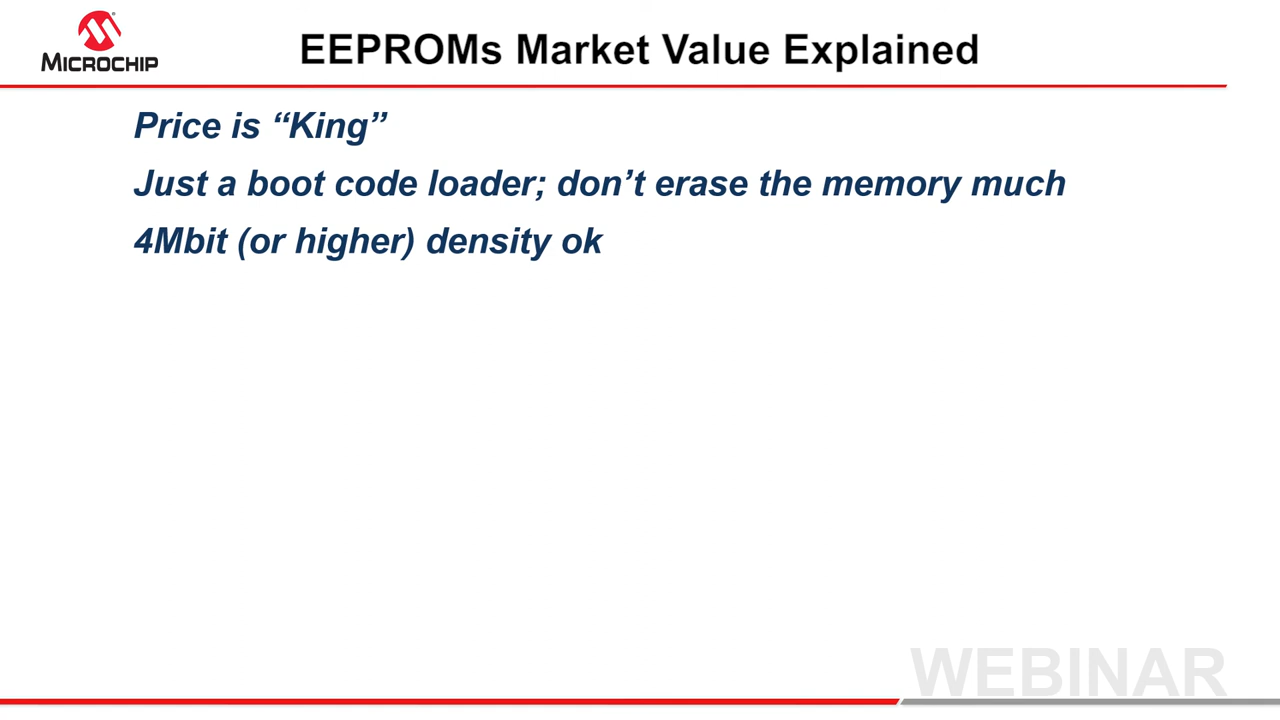 MICROCHIP
EEPROMs Market Value Explained
Price is “King”
Just a boot code loader; don’t erase the memory much
4Mbit (or higher) density ok
WEBINAR